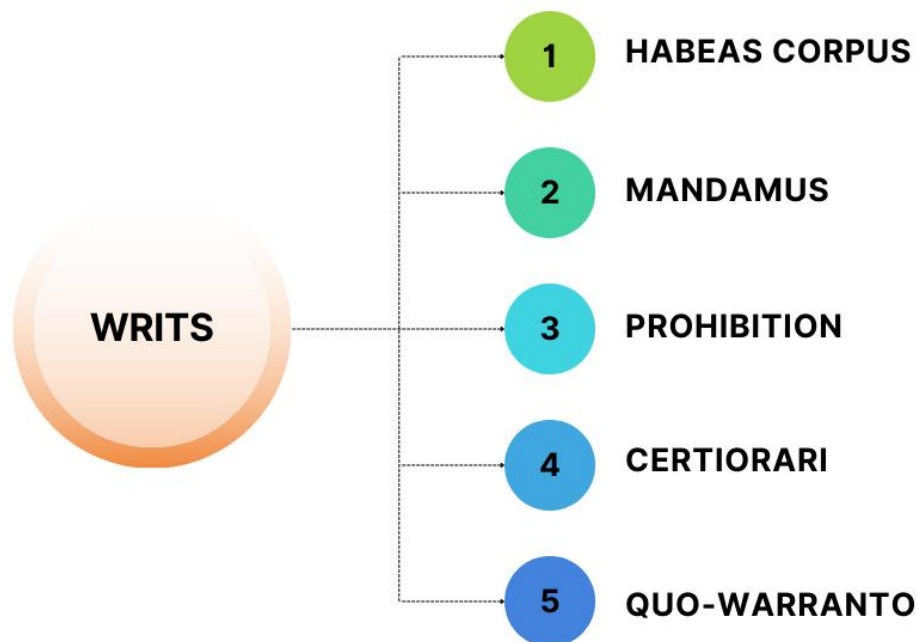 WRITS
1 HABEAS CORPUS
2 MANDAMUS
3 PROHIBITION
4 CERTIORARI
5 QUO-WARRANTO